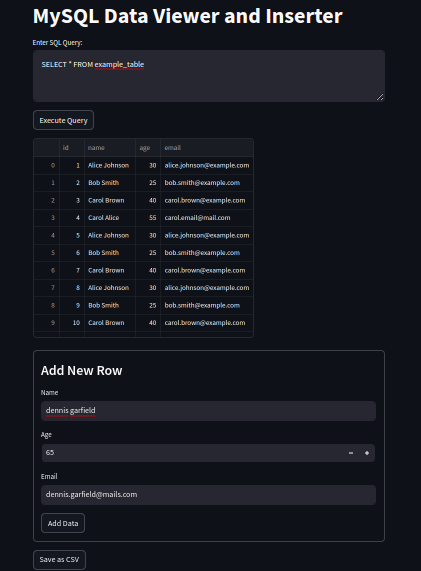 MySQL Data Viewer and Inserter
Enter SQL Query:
SELECT * FROM example_table
Execute Query
id name age email
0 1 Alice Johnson 30 alice.johnson@example.com
1 2 Bob Smith 25 bob.smith@example.com
2 3 Carol Brown 40 carol.brown@example.com
3 4 Carol Alice 55 carol.email@mail.com
4 5 Alice Johnson 30 alice.johnson@example.com
5 6 Bob Smith 25 bob.smith@example.com
6 7 Carol Brown 40 carol.brown@example.com
7 8 Alice Johnson 30 alice.johnson@example.com
8 9 Bob Smith 25 bob.smith@example.com
9 10 Carol Brown 40 carol.brown@example.com
Add New Row
Name
dennis garfield
Age
65 − +
Email
dennis.garfield@mails.com
Add Data
Save as CSV